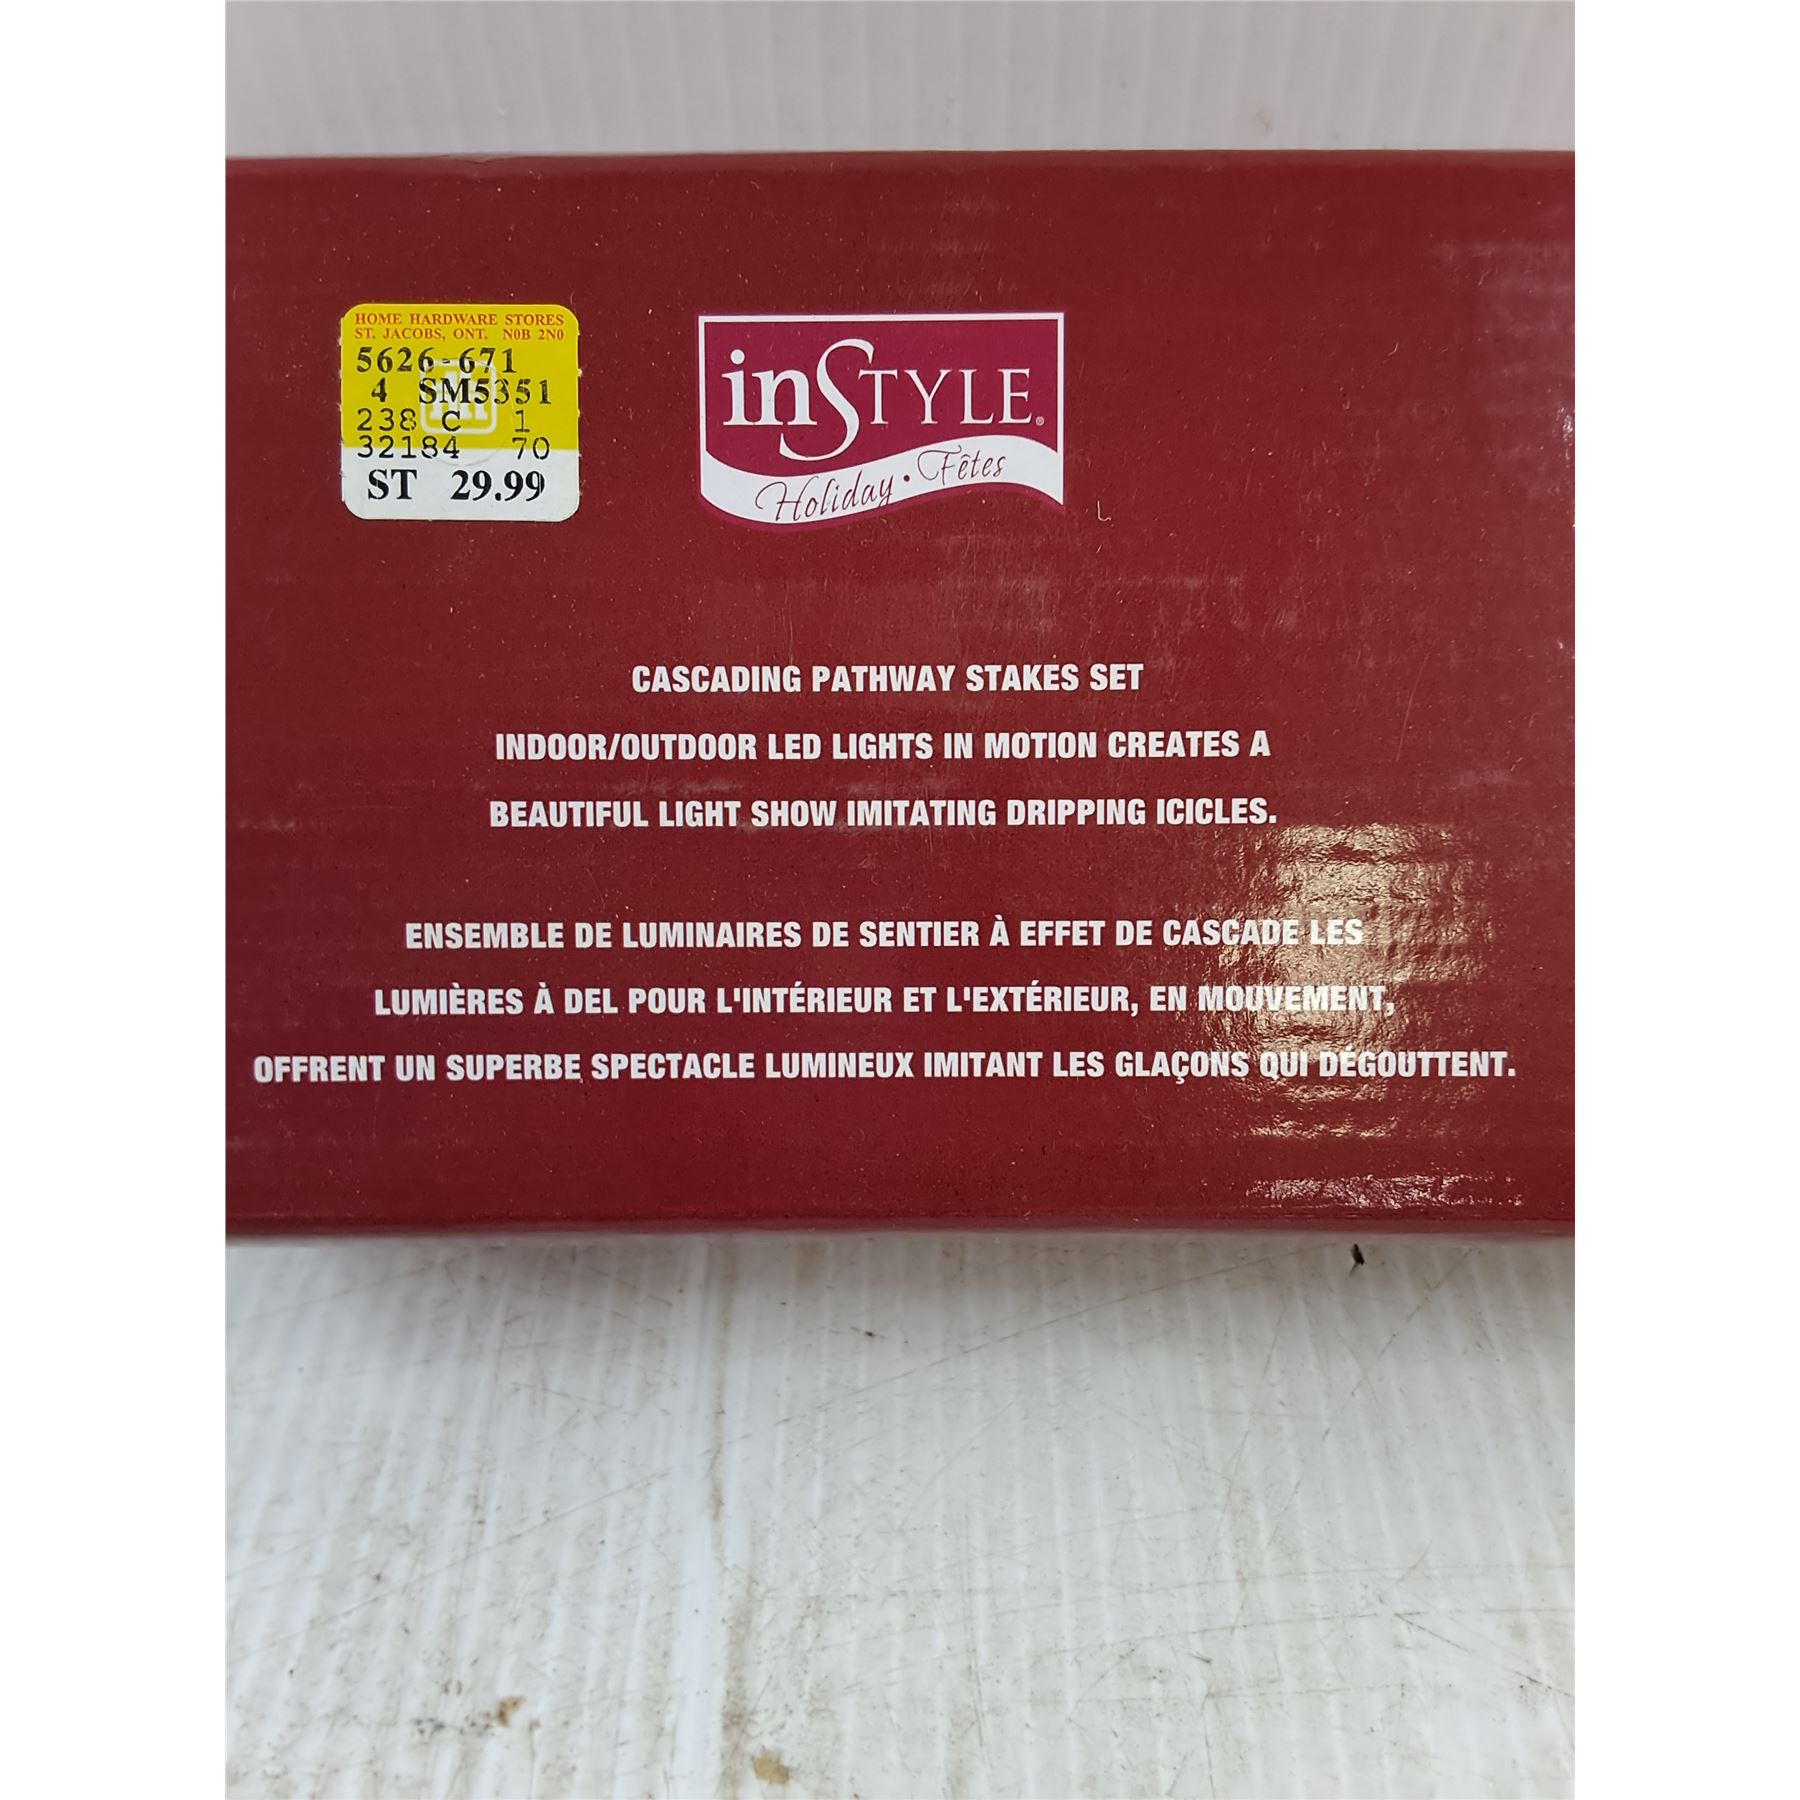 HOME HARDWARE STORES
ST. JACOBS, ONT. N0B 2N0
5626-671
4 SM5351
238 C 1
32184 70
ST 29.99
inSTYLE®
Holiday • Fêtes
CASCADING PATHWAY STAKES SET
INDOOR/OUTDOOR LED LIGHTS IN MOTION CREATES A
BEAUTIFUL LIGHT SHOW IMITATING DRIPPING ICICLES.
ENSEMBLE DE LUMINAIRES DE SENTIER À EFFET DE CASCADE LES
LUMIÈRES À DEL POUR L'INTÉRIEUR ET L'EXTÉRIEUR, EN MOUVEMENT,
OFFRENT UN SUPERBE SPECTACLE LUMINEUX IMITANT LES GLAÇONS QUI DÉGOUTTENT.